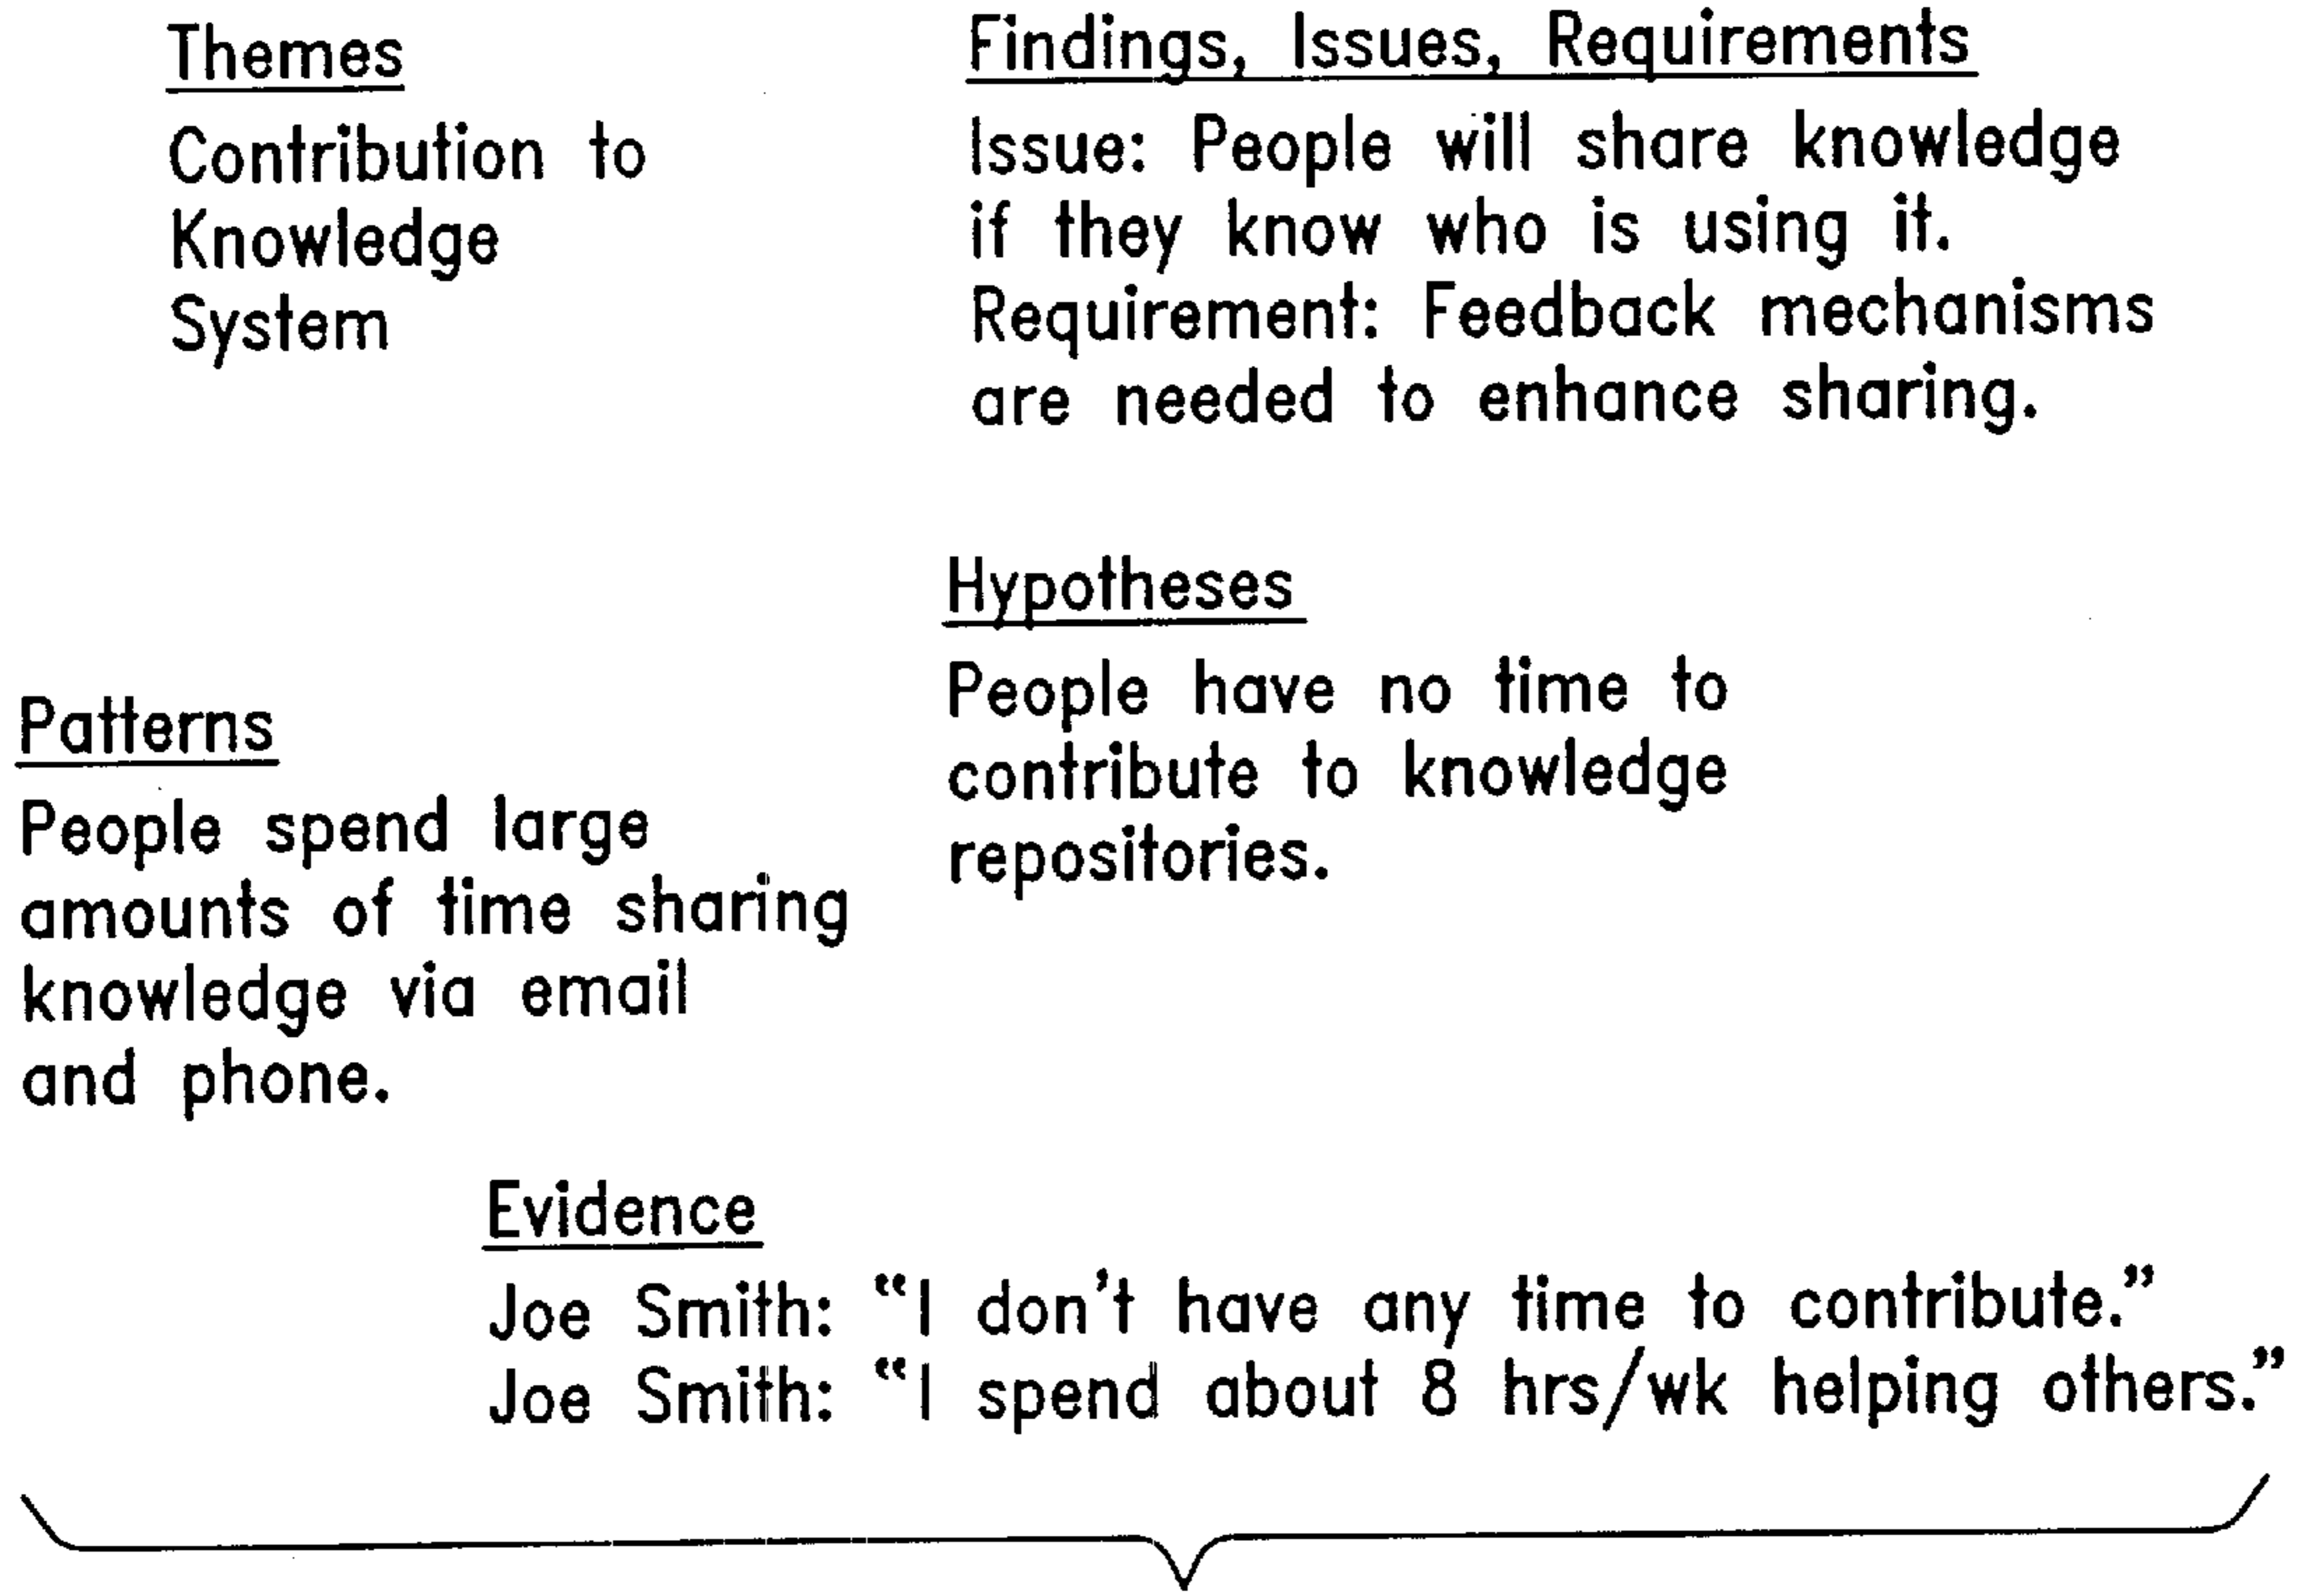 Themes
Contribution to
Knowledge
System
Findings, Issues, Requirements
Issue: People will share knowledge
if they know who is using it.
Requirement: Feedback mechanisms
are needed to enhance sharing.
Hypotheses
People have no time to
contribute to knowledge
repositories.
Patterns
People spend large
amounts of time sharing
knowledge via email
and phone.
Evidence
Joe Smith: “I don't have any time to contribute.”
Joe Smith: “I spend about 8 hrs/wk helping others.”